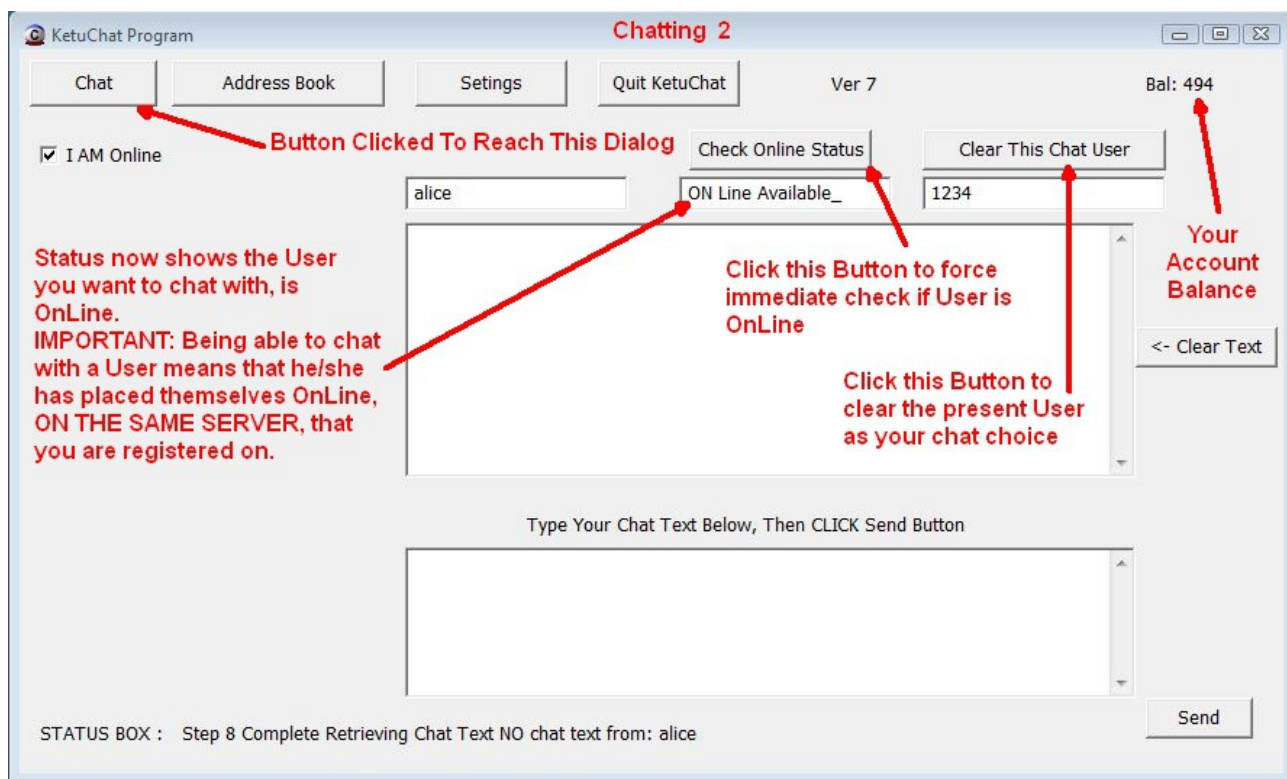 KetuChat Program
Chatting 2
Chat
Address Book
Setings
Quit KetuChat
Ver 7
Bal: 494
Button Clicked To Reach This Dialog
I AM Online
Check Online Status
Clear This Chat User
alice
ON Line Available_
1234
Status now shows the User
you want to chat with, is
OnLine.
IMPORTANT: Being able to chat
with a User means that he/she
has placed themselves OnLine,
ON THE SAME SERVER, that
you are registered on.
Click this Button to force
immediate check if User is
OnLine
Your
Account
Balance
<- Clear Text
Click this Button to
clear the present User
as your chat choice
Type Your Chat Text Below, Then CLICK Send Button
Send
STATUS BOX : Step 8 Complete Retrieving Chat Text NO chat text from: alice